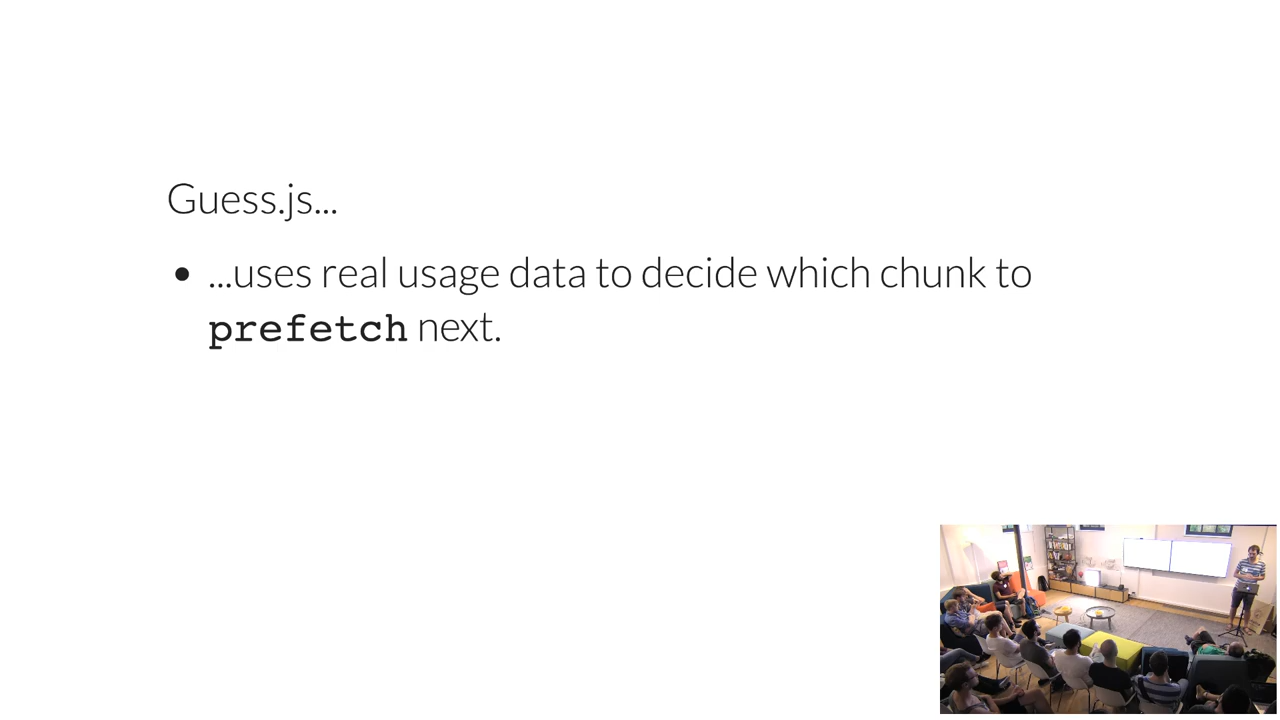 Guess.js...
...uses real usage data to decide which chunk to
prefetch next.